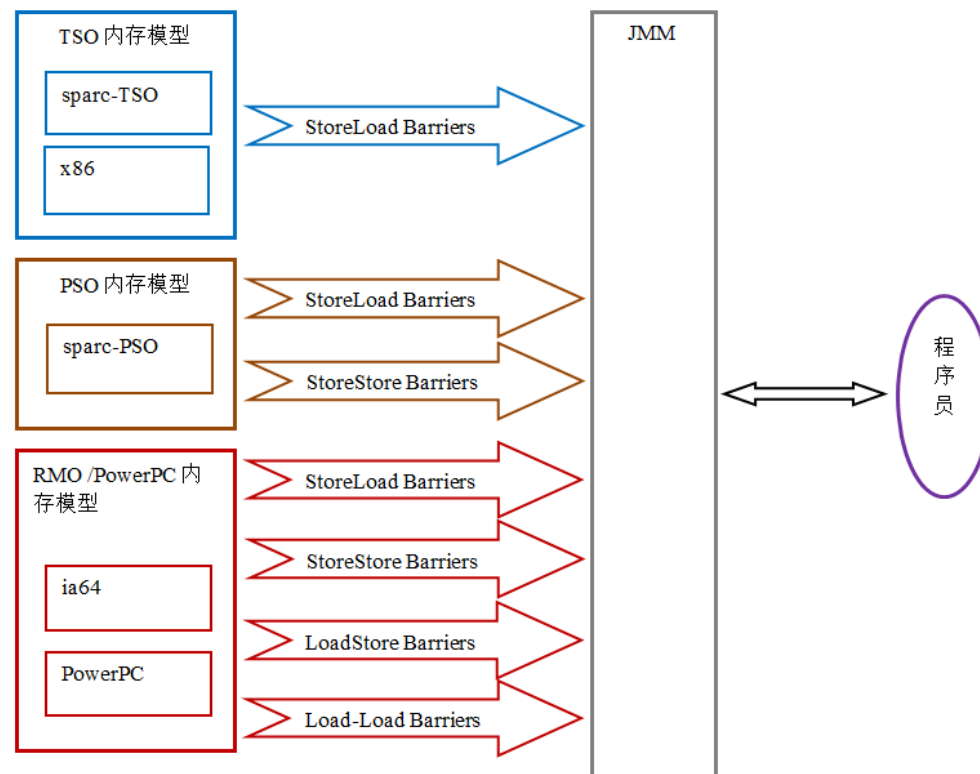 TSO 内存模型
sparc-TSO
x86
StoreLoad Barriers
PSO 内存模型
sparc-PSO
StoreLoad Barriers
StoreStore Barriers
RMO /PowerPC 内
存模型
ia64
PowerPC
StoreLoad Barriers
StoreStore Barriers
LoadStore Barriers
Load-Load Barriers
JMM
程
序
员